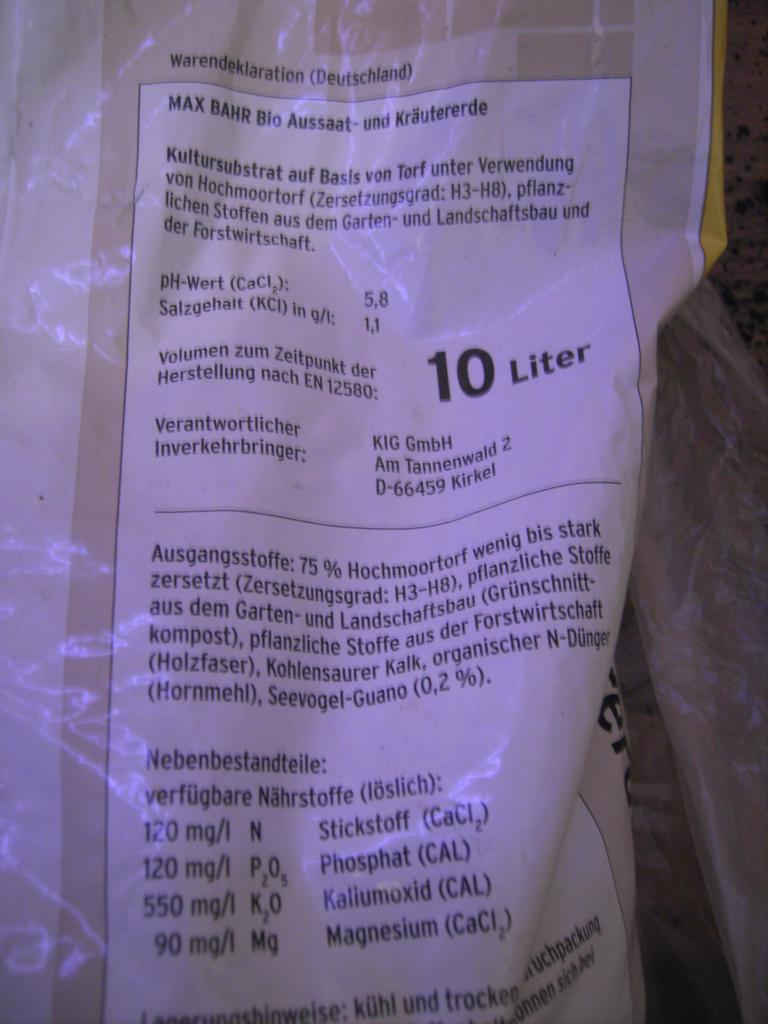 Warendeklaration (Deutschland)
MAX BAHR Bio Aussaat- und Kräutererde
Kultursubstrat auf Basis von Torf unter Verwendung
von Hochmoortorf (Zersetzungsgrad: H3-H8), pflanz-
lichen Stoffen aus dem Garten- und Landschaftsbau und
der Forstwirtschaft.
pH-Wert (CaCl₂): 5,8
Salzgehalt (KCl) in g/l: 1,1
Volumen zum Zeitpunkt der
Herstellung nach EN 12580: 10 Liter
Verantwortlicher
Inverkehrbringer:
KIG GmbH
Am Tannenwald 2
D-66459 Kirkel
Ausgangsstoffe: 75 % Hochmoortorf wenig bis stark
zersetzt (Zersetzungsgrad: H3-H8), pflanzliche Stoffe
aus dem Garten- und Landschaftsbau (Grünschnitt-
kompost), pflanzliche Stoffe aus der Forstwirtschaft
(Holzfaser), Kohlensaurer Kalk, organischer N-Dünger
(Hornmehl), Seevogel-Guano (0,2 %).
Nebenbestandteile:
verfügbare Nährstoffe (löslich):
120 mg/l N Stickstoff (CaCl₂)
120 mg/l P₂O₅ Phosphat (CAL)
550 mg/l K₂O Kaliumoxid (CAL)
90 mg/l Mg Magnesium (CaCl₂)
Lagerungshinweise: kühl und trocken
sich bei